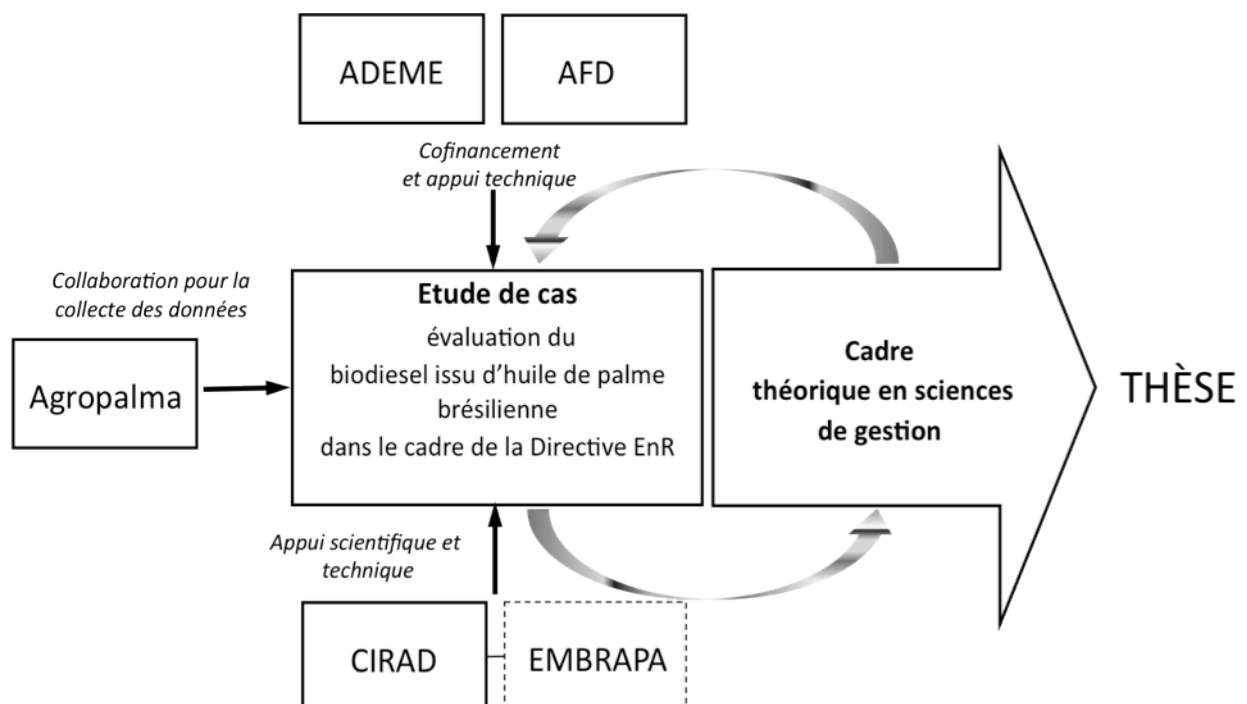 ADEME
AFD
Cofinancement
et appui technique
Collaboration pour la
collecte des données
Agropalma
Etude de cas
évaluation du
biodiesel issu d’huile de palme
brésilienne
dans le cadre de la Directive EnR
Cadre
théorique en sciences
de gestion
THÈSE
Appui scientifique et
technique
CIRAD
EMBRAPA